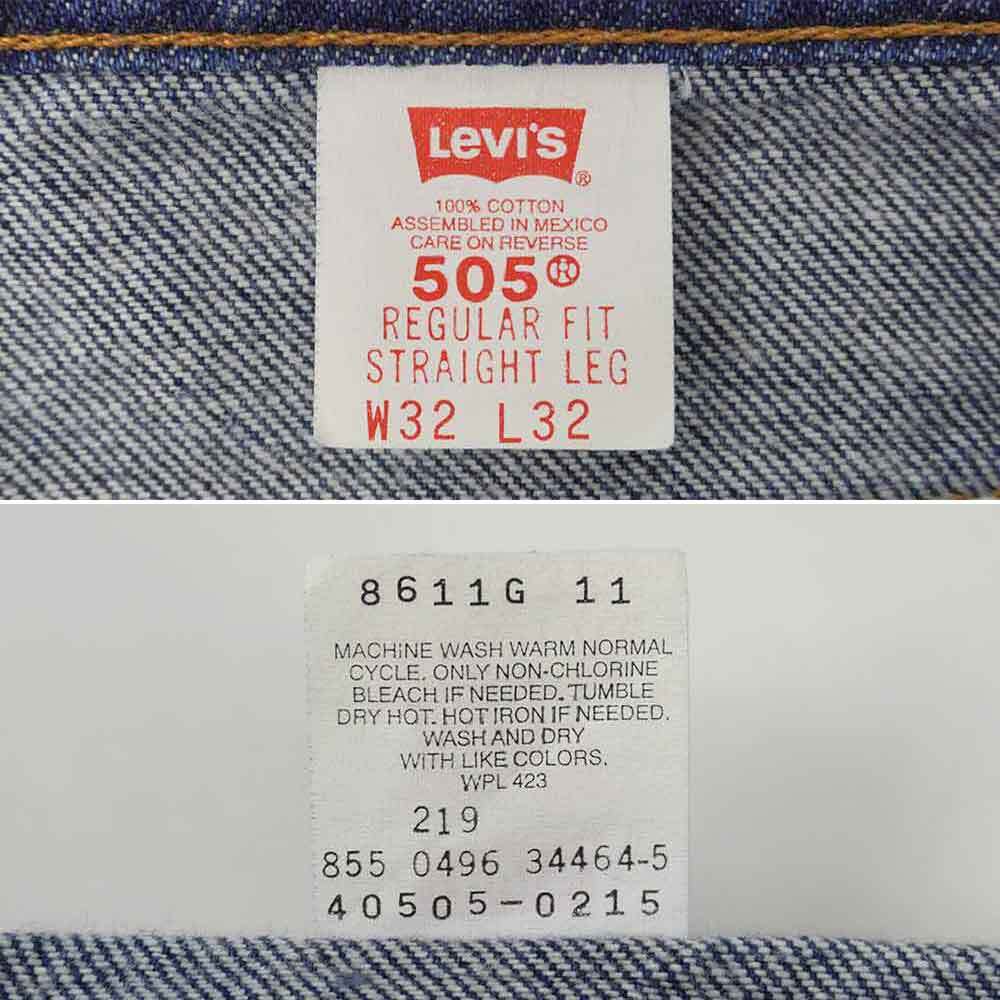 Levi's ®
100% COTTON
ASSEMBLED IN MEXICO
CARE ON REVERSE
505®
REGULAR FIT
STRAIGHT LEG
W32 L32
8611G 11
MACHINE WASH WARM NORMAL
CYCLE. ONLY NON-CHLORINE
BLEACH IF NEEDED. TUMBLE
DRY HOT. HOT IRON IF NEEDED.
WASH AND DRY
WITH LIKE COLORS.
WPL 423
219
855 0496 34464-5
40505-0215